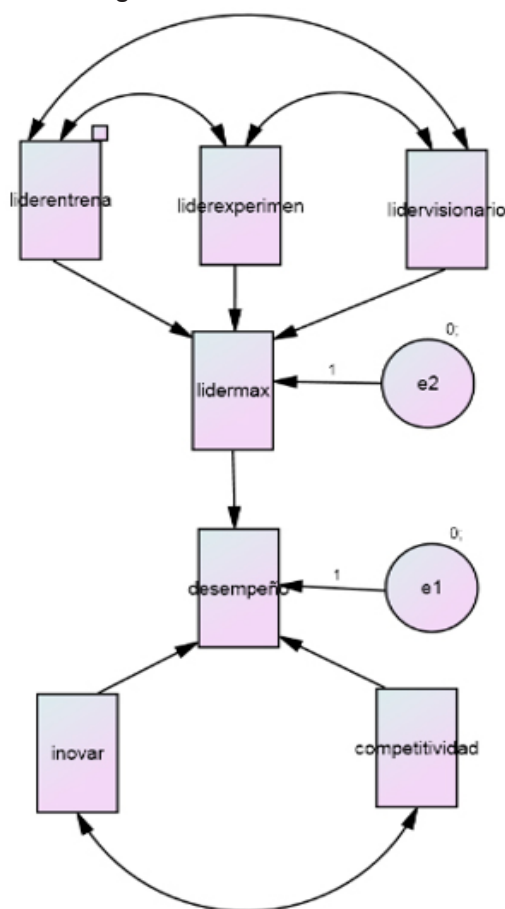 liderentrena
liderexperimen
lidervisionario
0;
1
lidermax
e2
0;
1
desempeño
e1
inovar
competitividad